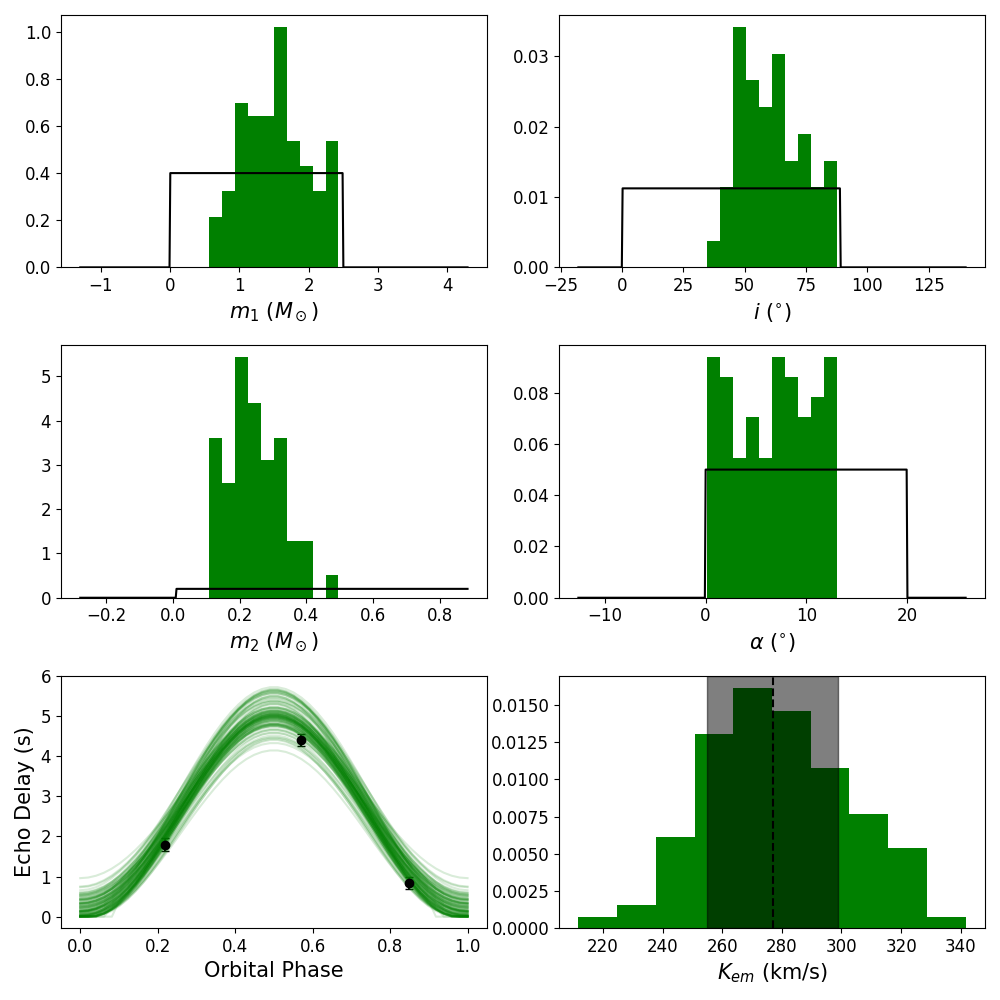 1.0
0.8
0.6
0.4
0.2
0.0
−1 0 1 2 3 4
m₁ (M⊙)
0.03
0.02
0.01
0.00
−25 0 25 50 75 100 125
i (°)
5
4
3
2
1
0
−0.2 0.0 0.2 0.4 0.6 0.8
m₂ (M⊙)
0.08
0.06
0.04
0.02
0.00
−10 0 10 20
α (°)
Echo Delay (s)
6
5
4
3
2
1
0
0.0 0.2 0.4 0.6 0.8 1.0
Orbital Phase
0.0150
0.0125
0.0100
0.0075
0.0050
0.0025
0.0000
220 240 260 280 300 320 340
Kₑₘ (km/s)